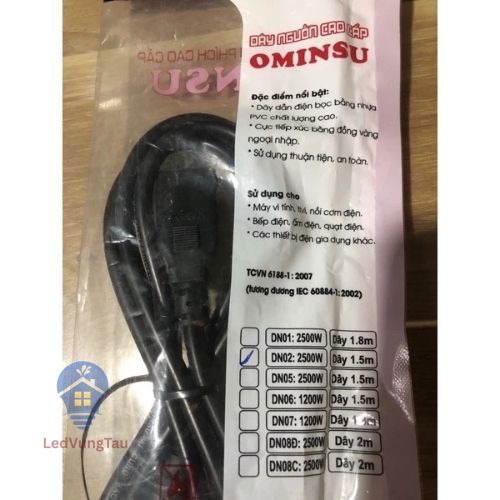 DÂY NGUỒN CAO CẤP
OMINSU
PHÍCH CAO CẤP
Đặc điểm nổi bật:
* Dây dẫn điện bọc bằng nhựa
PVC chất lượng cao.
* Cực tiếp xúc bằng đồng vàng
ngoại nhập.
* Sử dụng thuận tiện, an toàn.
Sử dụng cho
* Máy vi tính, tivi, nồi cơm điện.
* Bếp điện, ấm điện, quạt điện.
* Các thiết bị điện gia dụng khác.
TCVN 6188-1: 2007
(tương đương IEC 60884-1: 2002)
DN01: 2500W Dây 1.8m
DN02: 2500W Dây 1.5m
DN05: 2500W Dây 1.5m
DN06: 1200W Dây 1.5m
DN07: 1200W Dây
DN08Đ: 2500W Dây 2m
DN08C: 2500W Dây 2m
LedVungTau